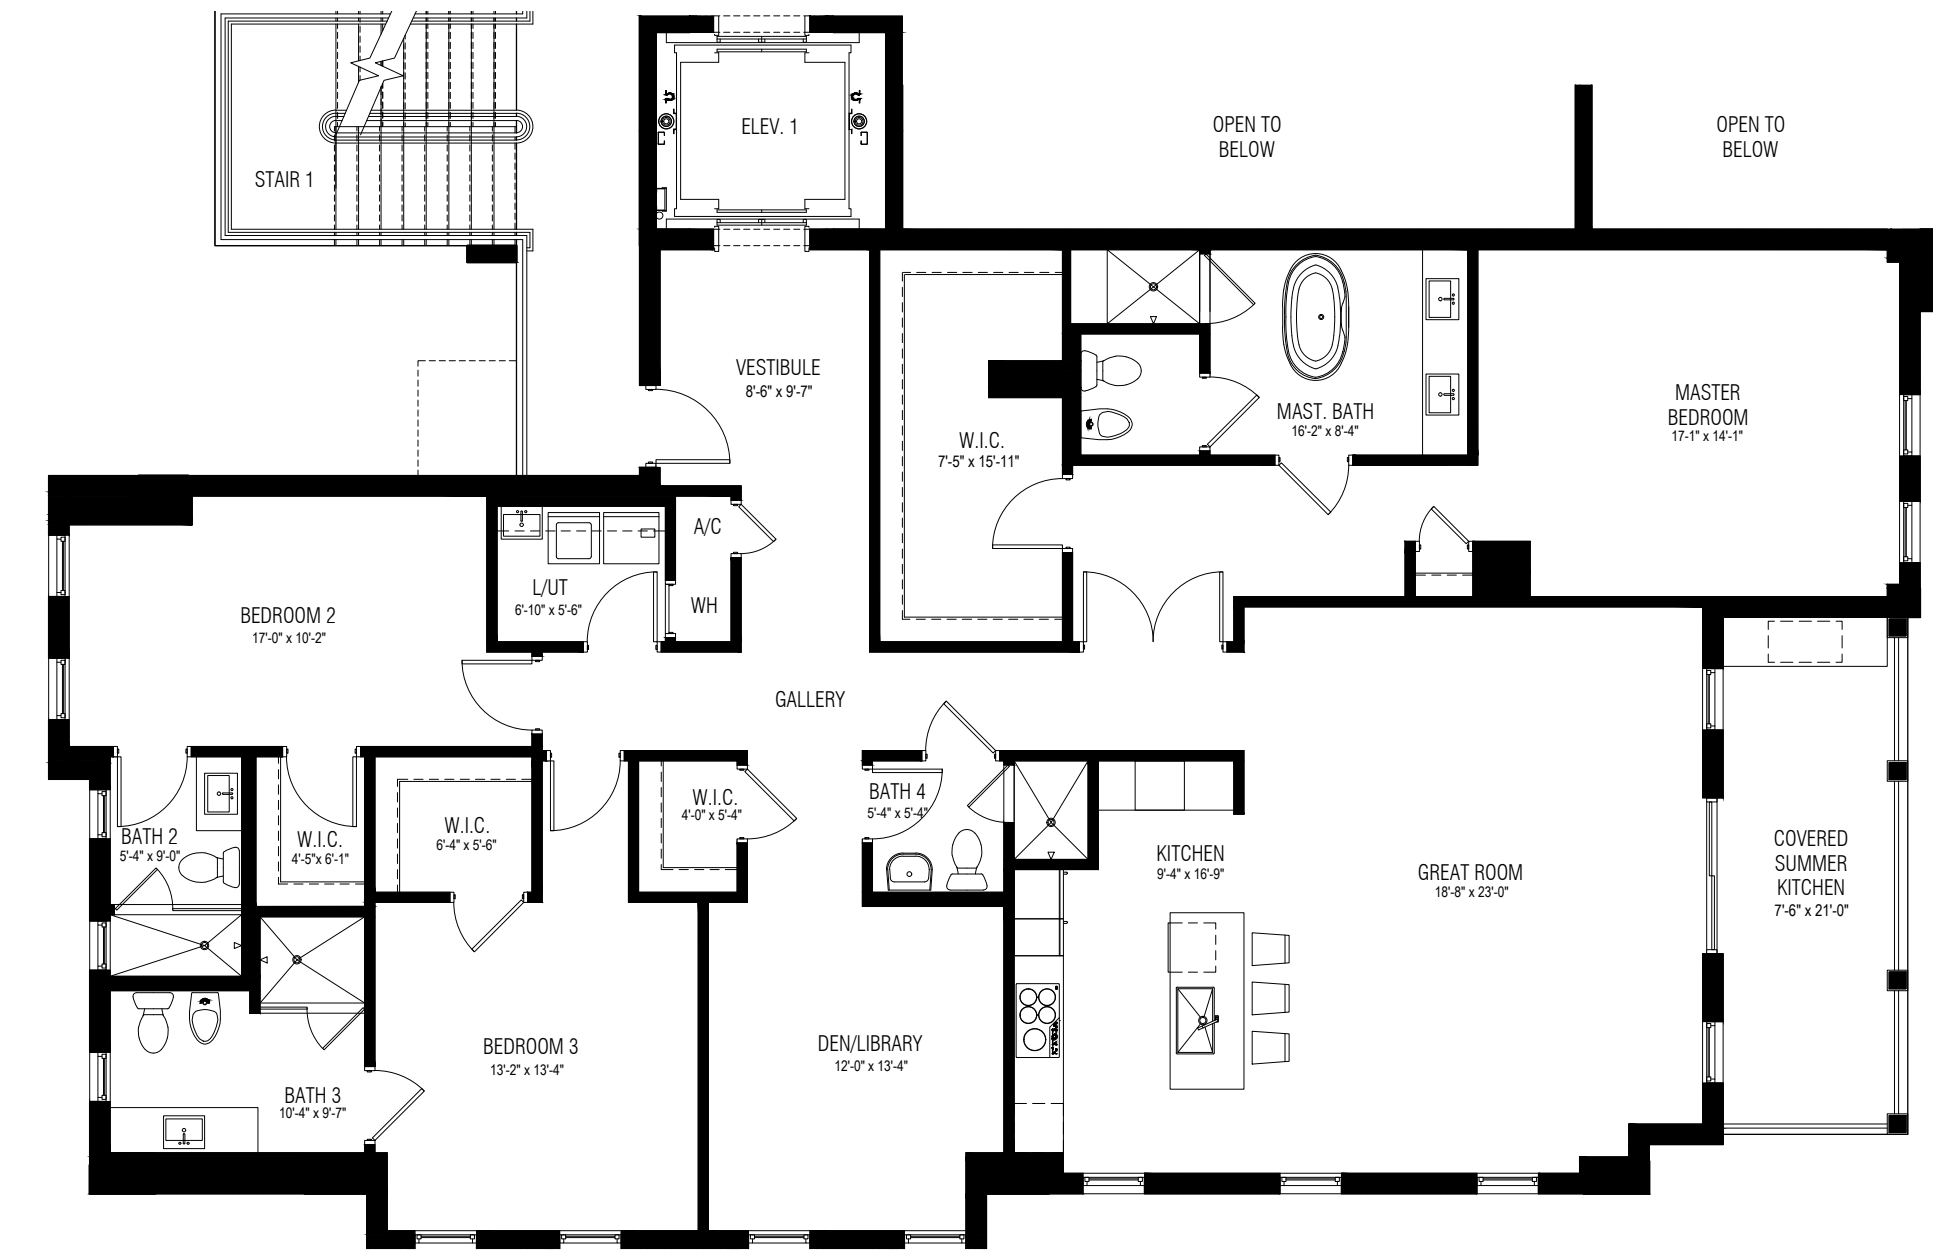 STAIR 1
ELEV. 1
OPEN TO
BELOW
OPEN TO
BELOW
VESTIBULE
8'-6" x 9'-7"
W.I.C.
7'-5" x 15'-11"
MAST. BATH
16'-2" x 8'-4"
MASTER
BEDROOM
17'-1" x 14'-1"
A/C
WH
L/UT
6'-10" x 5'-6"
BEDROOM 2
17'-0" x 10'-2"
GALLERY
BATH 2
5'-4" x 9'-0"
W.I.C.
4'-5"x 6'-1"
W.I.C.
6'-4" x 5'-6"
W.I.C.
4'-0" x 5'-4"
BATH 4
5'-4" x 5'-4"
KITCHEN
9'-4" x 16'-9"
GREAT ROOM
18'-8" x 23'-0"
COVERED
SUMMER
KITCHEN
7'-6" x 21'-0"
BATH 3
10'-4" x 9'-7"
BEDROOM 3
13'-2" x 13'-4"
DEN/LIBRARY
12'-0" x 13'-4"